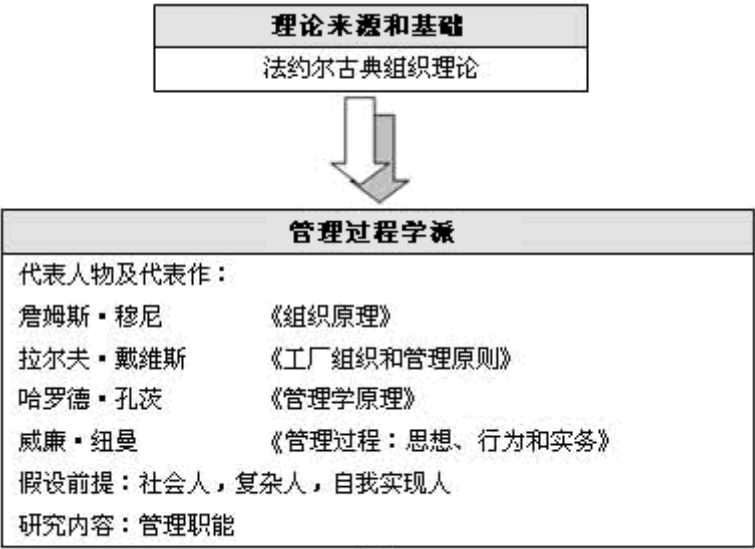 理论来源和基础
法约尔古典组织理论
管理过程学派
代表人物及代表作：
詹姆斯·穆尼 《组织原理》
拉尔夫·戴维斯 《工厂组织和管理原则》
哈罗德·孔茨 《管理学原理》
威廉·纽曼 《管理过程：思想、行为和实务》
假设前提：社会人，复杂人，自我实现人
研究内容：管理职能